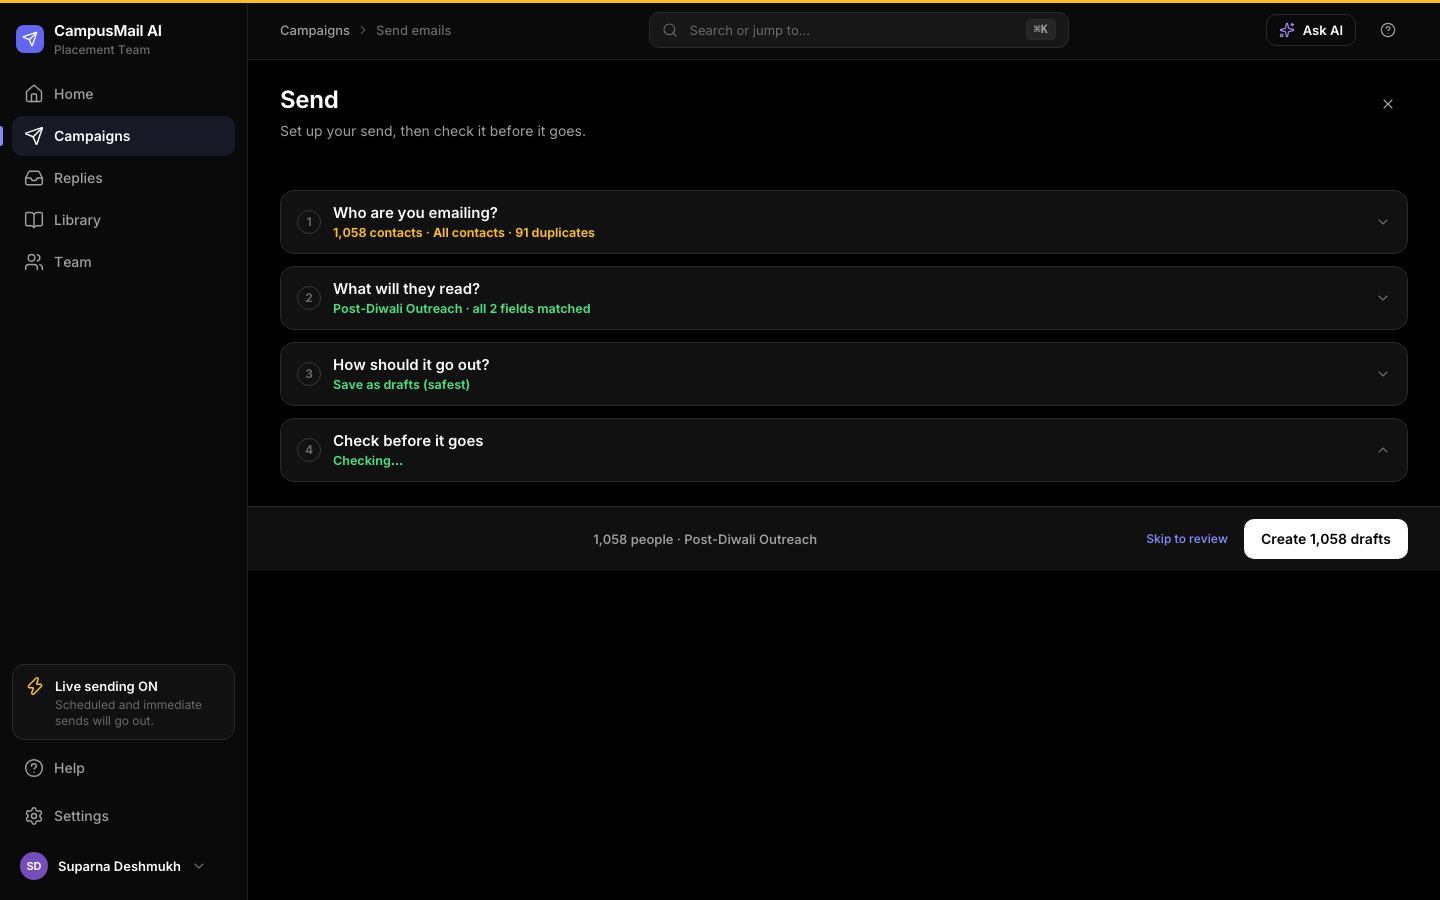 CampusMail AI
Placement Team
Home
Campaigns
Replies
Library
Team
Live sending ON
Scheduled and immediate
sends will go out.
Help
Settings
SD
Suparna Deshmukh
Campaigns > Send emails
Search or jump to...
⌘K
Ask AI
Send
Set up your send, then check it before it goes.
1
Who are you emailing?
1,058 contacts · All contacts · 91 duplicates
2
What will they read?
Post-Diwali Outreach · all 2 fields matched
3
How should it go out?
Save as drafts (safest)
4
Check before it goes
Checking...
1,058 people · Post-Diwali Outreach
Skip to review
Create 1,058 drafts